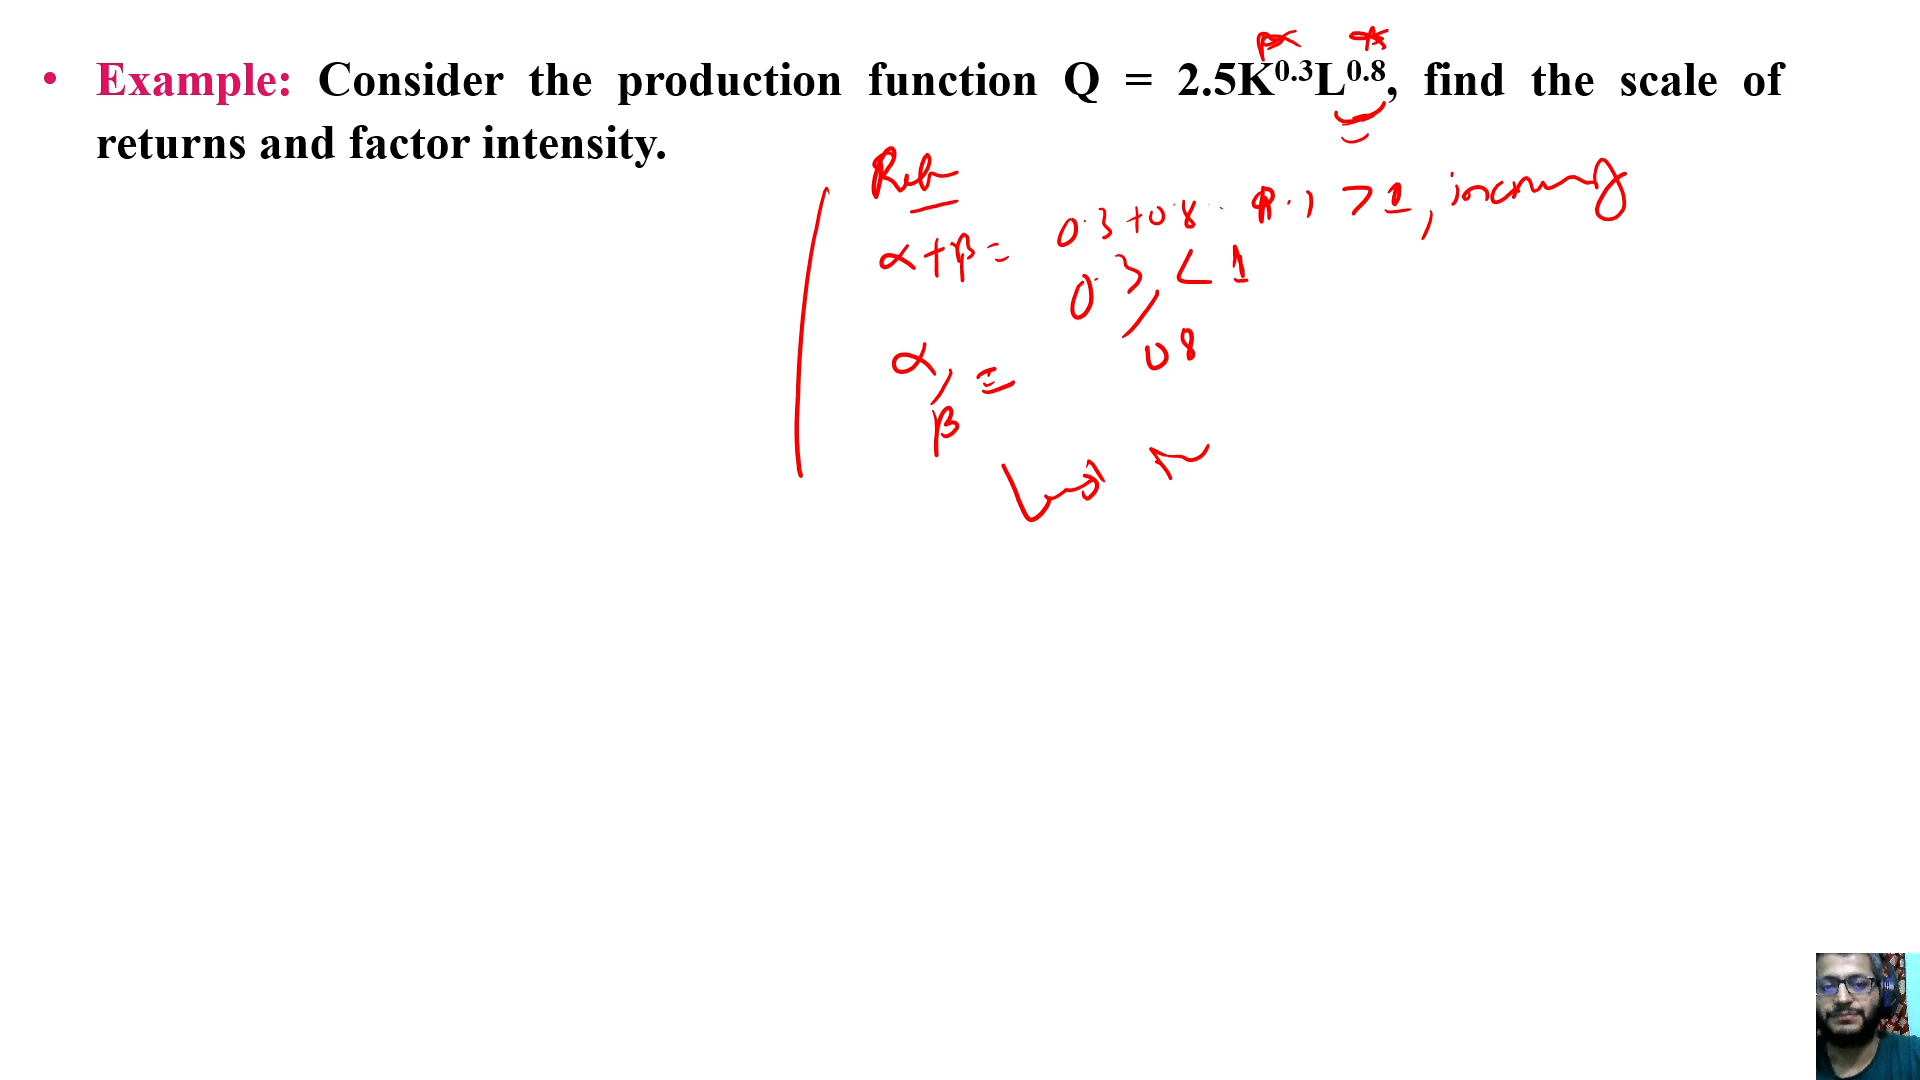 • Example: Consider the production function Q = 2.5K^0.3L^0.8, find the scale of
returns and factor intensity.
α+β = 0.3+0.8 1.1 > 1, increasing
α/β = 0.3/0.8 < 1